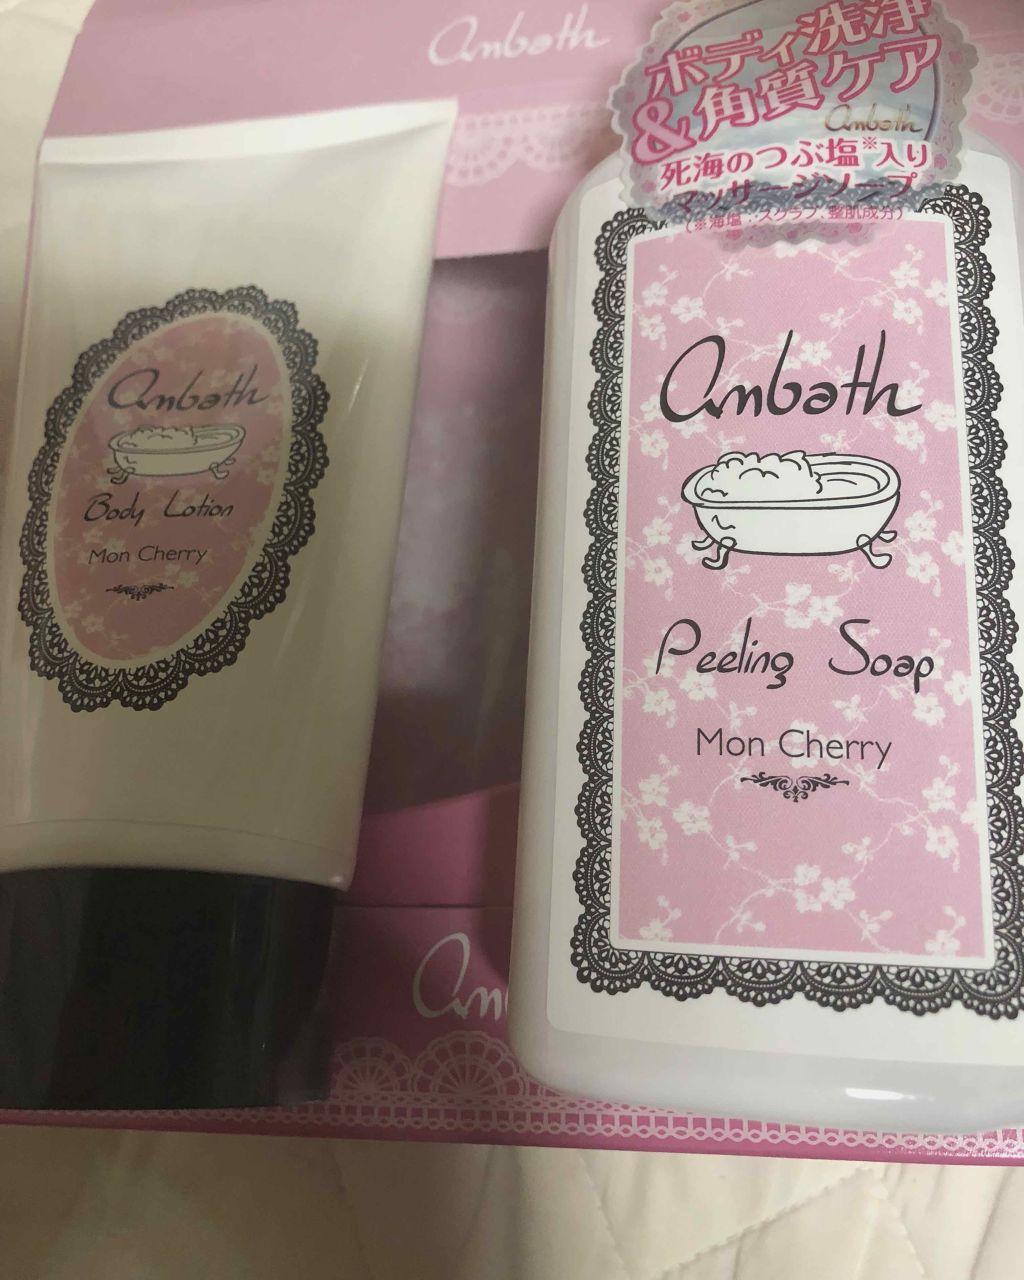 ambath
ボディ洗浄
&角質ケア
ambath
死海のつぶ塩※入り
マッサージソープ
(※海塩:スクラブ、整肌成分)
ambath
Body Lotion
Mon Cherry
ambath
Peeling Soap
Mon Cherry
am